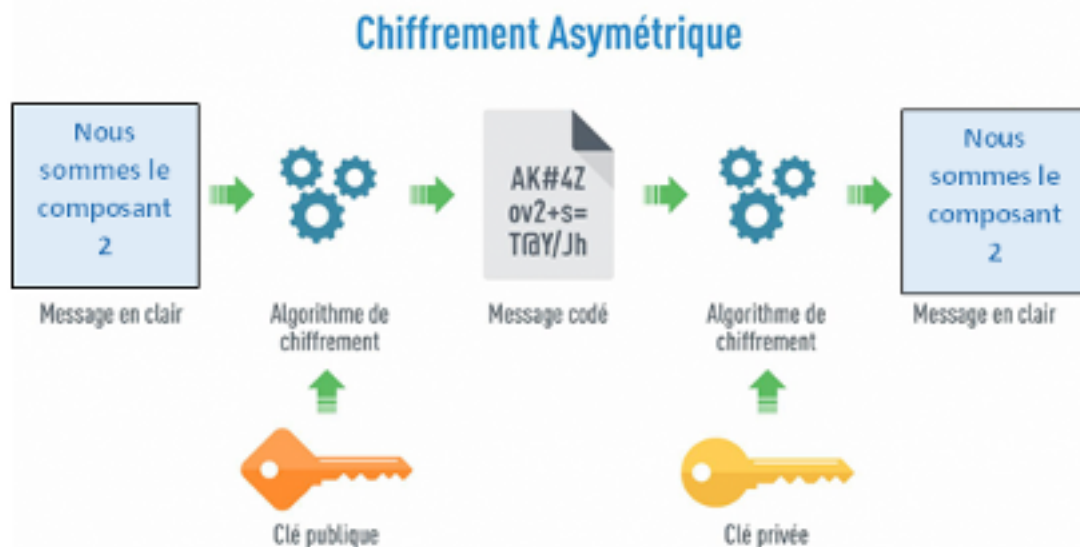 Chiffrement Asymétrique
Nous
sommes le
composant
2
Message en clair
Algorithme de
chiffrement
AK#4Z
ov2+s=
T@Y/Jh
Message codé
Algorithme de
chiffrement
Nous
sommes le
composant
2
Message en clair
Clé publique
Clé privée